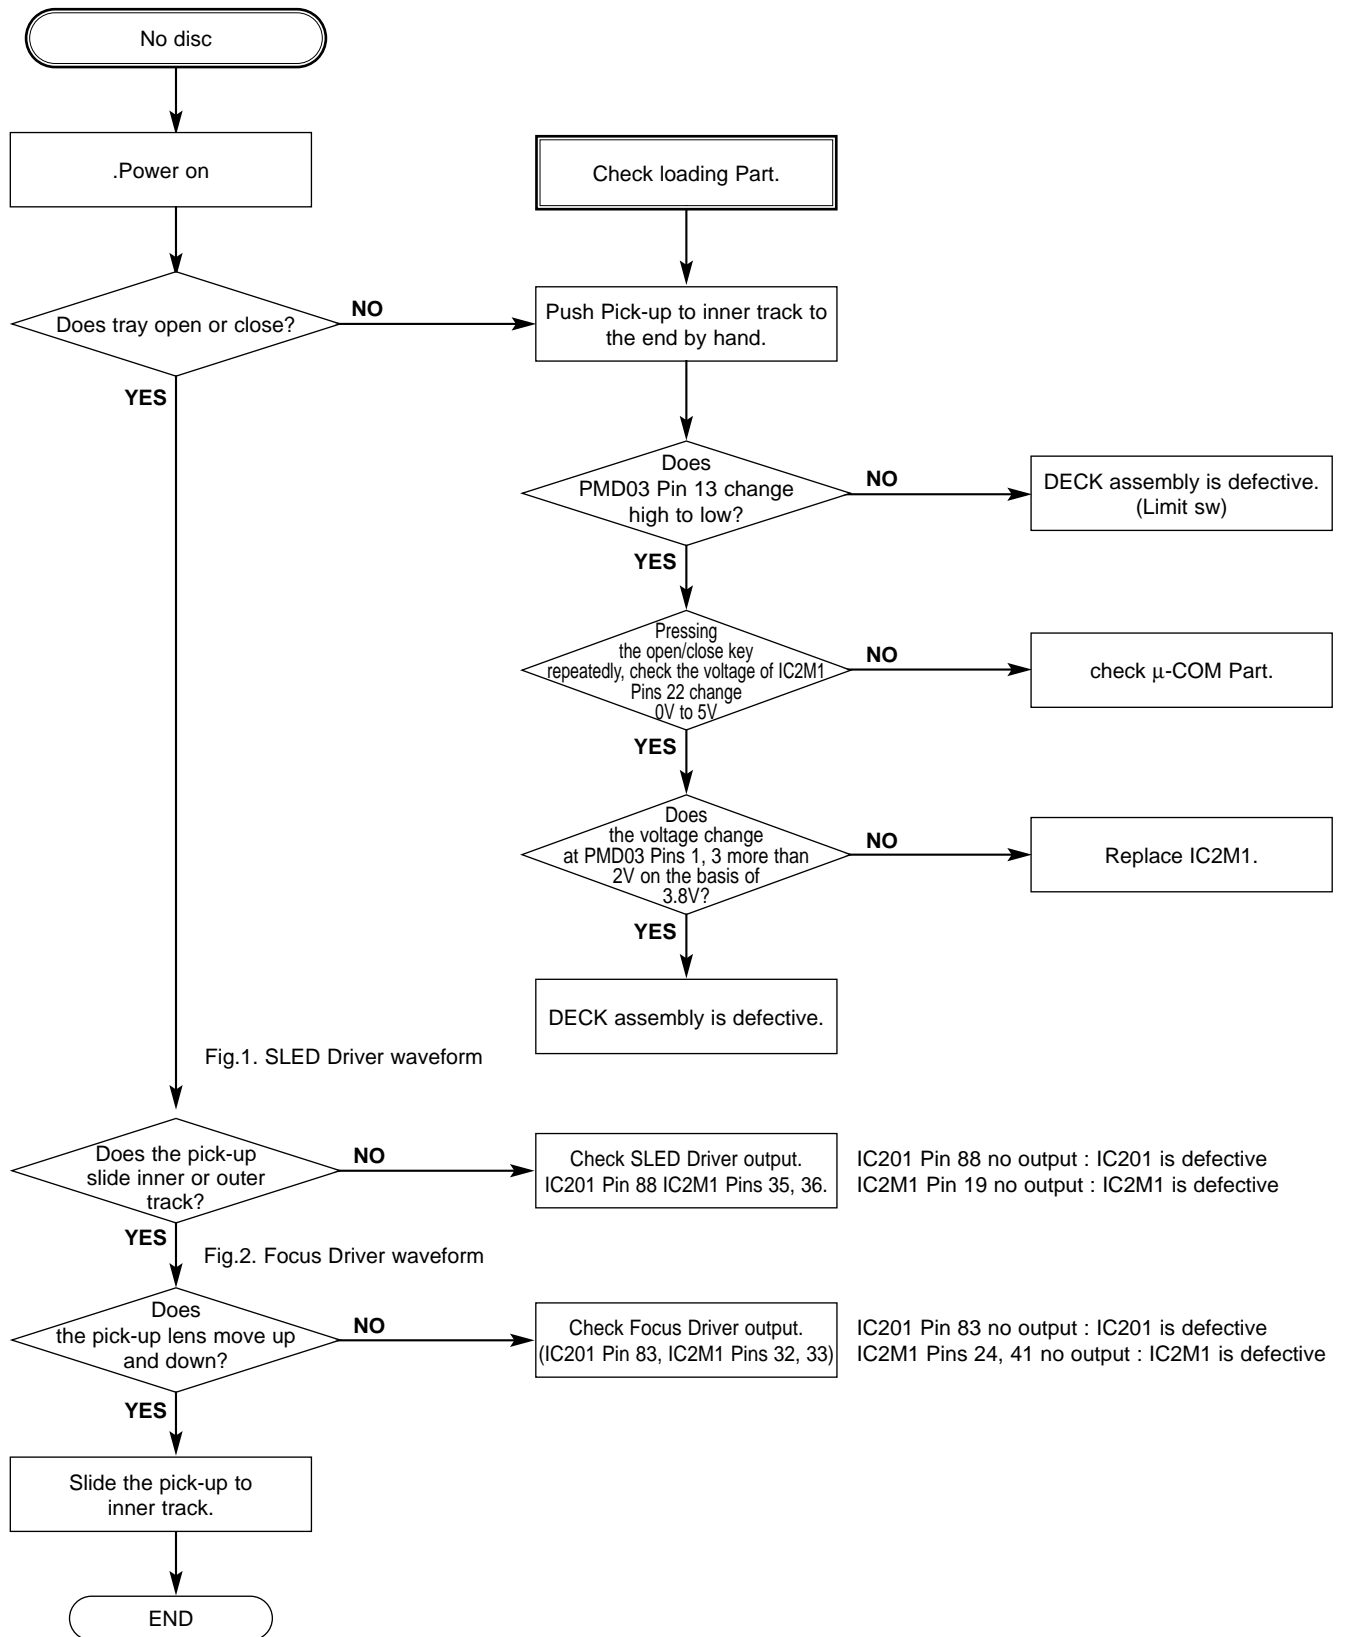 No disc
.Power on
Check loading Part.
Does tray open or close?
NO
YES
Push Pick-up to inner track to
the end by hand.
Does
PMD03 Pin 13 change
high to low?
NO
YES
DECK assembly is defective.
(Limit sw)
Pressing
the open/close key
repeatedly, check the voltage of IC2M1
Pins 22 change
0V to 5V
NO
YES
check μ-COM Part.
Does
the voltage change
at PMD03 Pins 1, 3 more than
2V on the basis of
3.8V?
NO
YES
Replace IC2M1.
DECK assembly is defective.
Fig.1. SLED Driver waveform
Does the pick-up
slide inner or outer
track?
NO
YES
Check SLED Driver output.
IC201 Pin 88 IC2M1 Pins 35, 36.
IC201 Pin 88 no output : IC201 is defective
IC2M1 Pin 19 no output : IC2M1 is defective
Fig.2. Focus Driver waveform
Does
the pick-up lens move up
and down?
NO
YES
Check Focus Driver output.
(IC201 Pin 83, IC2M1 Pins 32, 33)
IC201 Pin 83 no output : IC201 is defective
IC2M1 Pins 24, 41 no output : IC2M1 is defective
Slide the pick-up to
inner track.
END